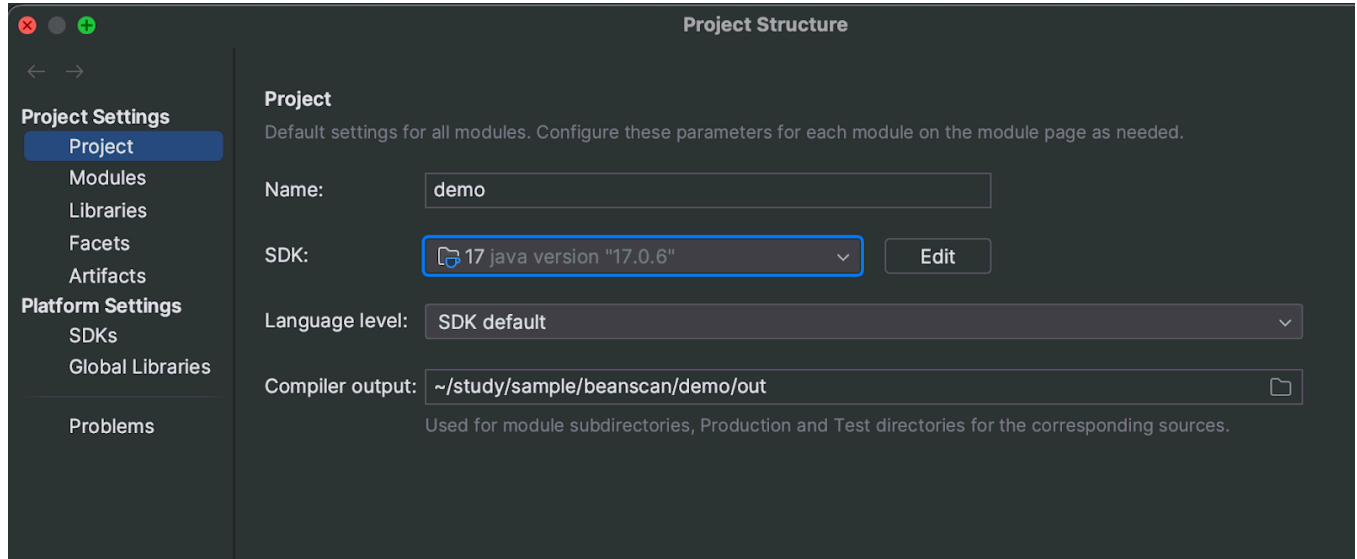 Project Structure
Project Settings
Project
Modules
Libraries
Facets
Artifacts
Platform Settings
SDKs
Global Libraries
Problems
Project
Default settings for all modules. Configure these parameters for each module on the module page as needed.
Name: demo
SDK: 17 java version "17.0.6" Edit
Language level: SDK default
Compiler output: ~/study/sample/beanscan/demo/out
Used for module subdirectories, Production and Test directories for the corresponding sources.